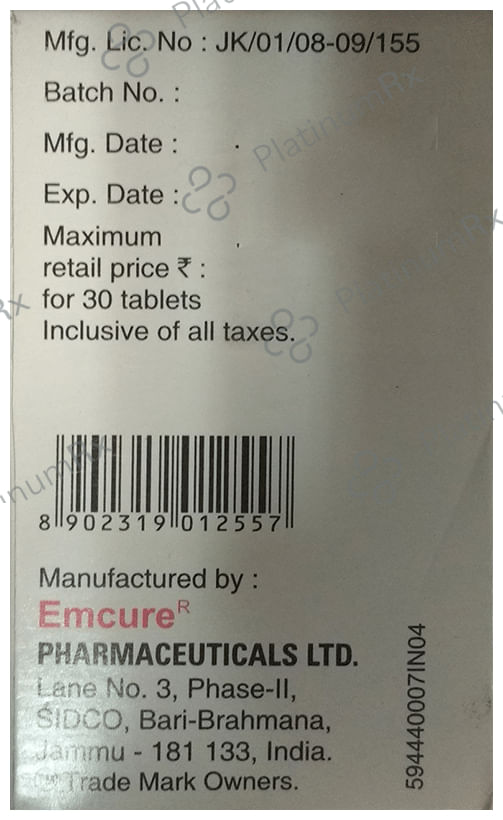 Mfg. Lic. No : JK/01/08-09/155
Batch No. :
Mfg. Date :
Exp. Date :
Maximum
retail price ₹ :
for 30 tablets
Inclusive of all taxes.
8 902319 012557
Manufactured by :
Emcure R
PHARMACEUTICALS LTD.
Lane No. 3, Phase-II,
SIDCO, Bari-Brahmana,
Jammu - 181 133, India.
Trade Mark Owners.
594440007IN04
PlatinumRx